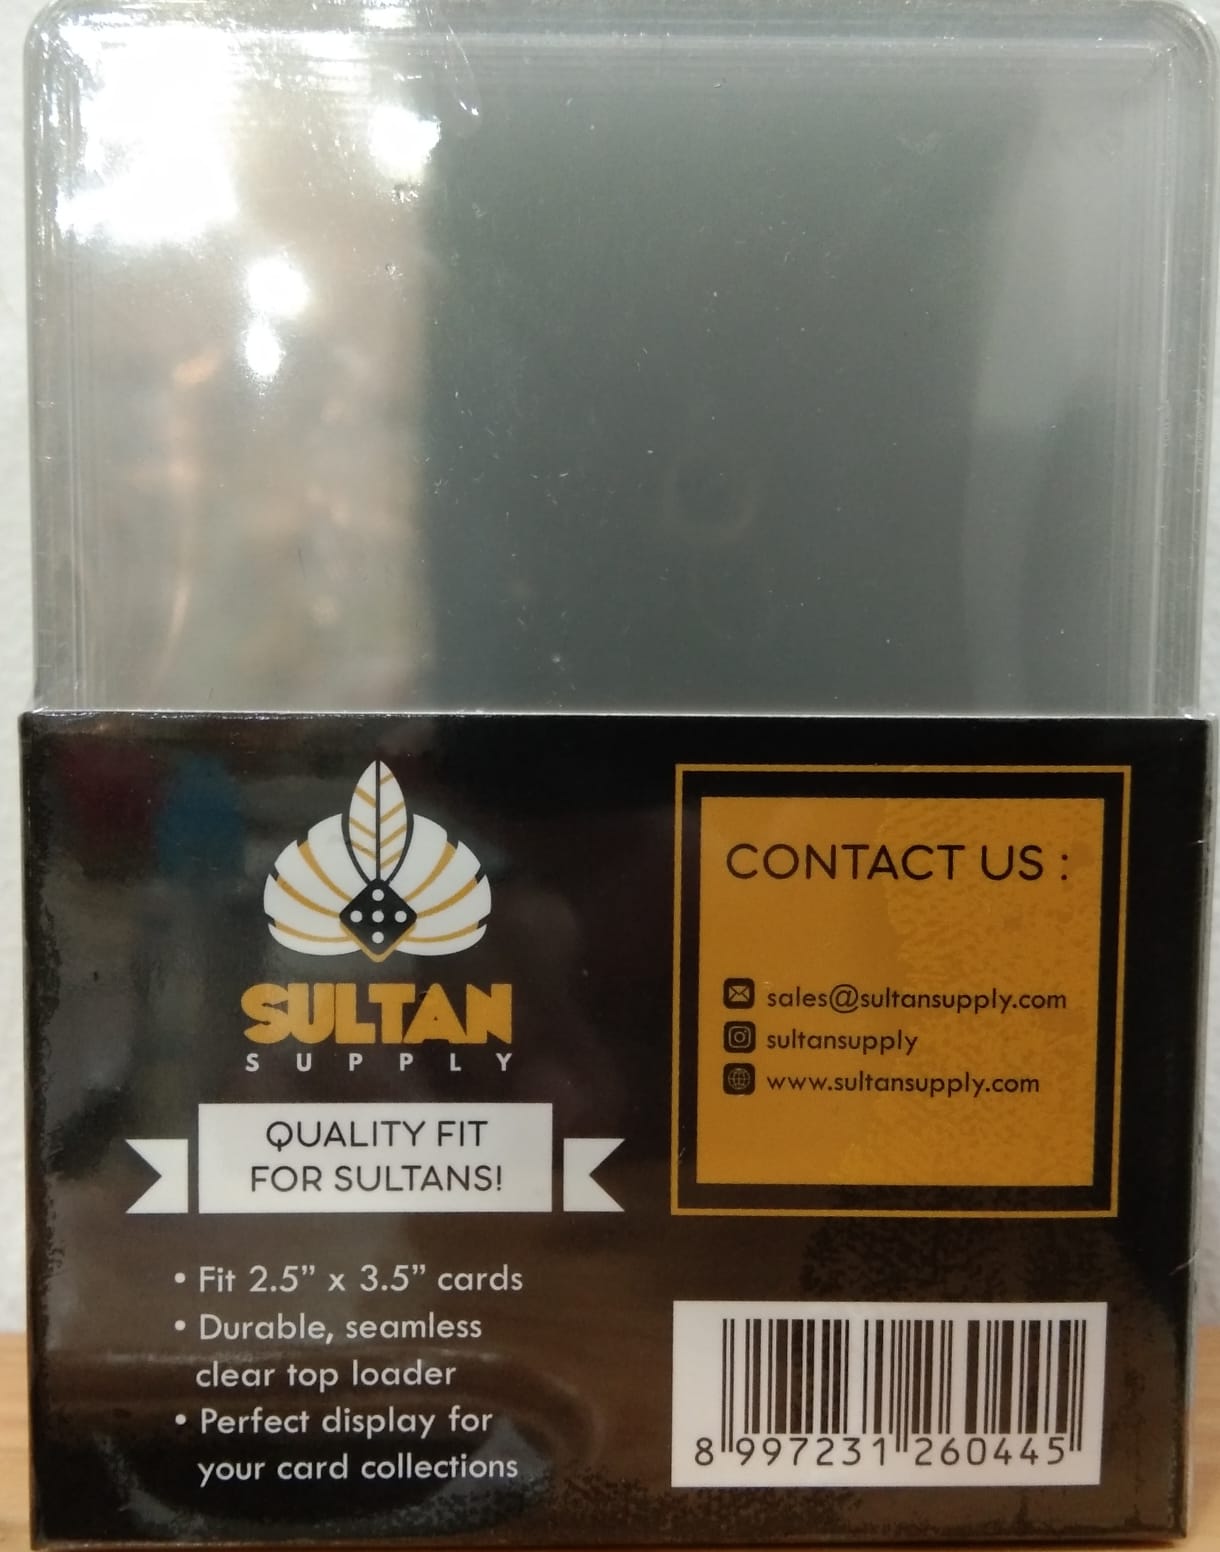 SULTAN
SUPPLY
QUALITY FIT
FOR SULTANS!
• Fit 2.5” x 3.5” cards
• Durable, seamless
clear top loader
• Perfect display for
your card collections
CONTACT US :
sales@sultansupply.com
sultansupply
www.sultansupply.com
8 997231 260445